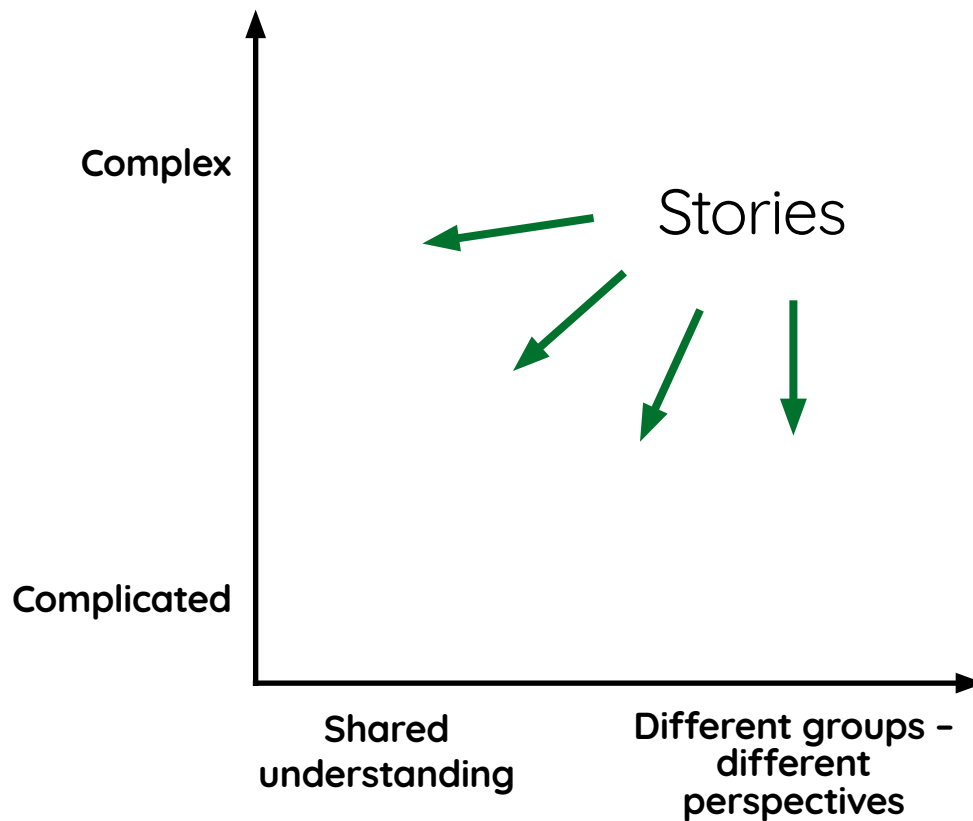 Complex
Stories
Complicated
Shared
understanding
Different groups –
different
perspectives